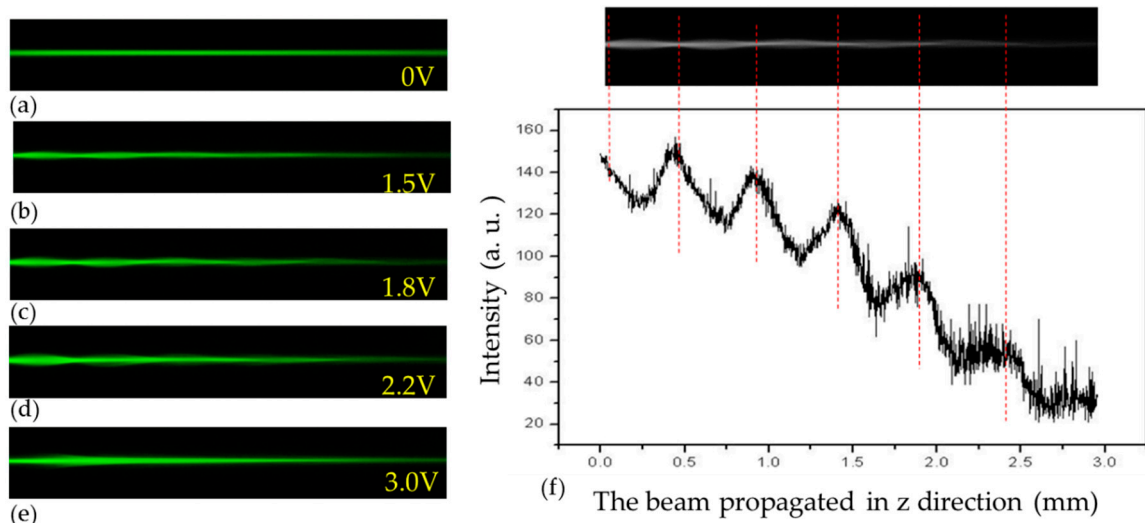 0V
(a)
1.5V
(b)
1.8V
(c)
2.2V
(d)
3.0V
(e)
Intensity (a. u. )
160
140
120
100
80
60
40
20
0.0 0.5 1.0 1.5 2.0 2.5 3.0
(f)
The beam propagated in z direction (mm)